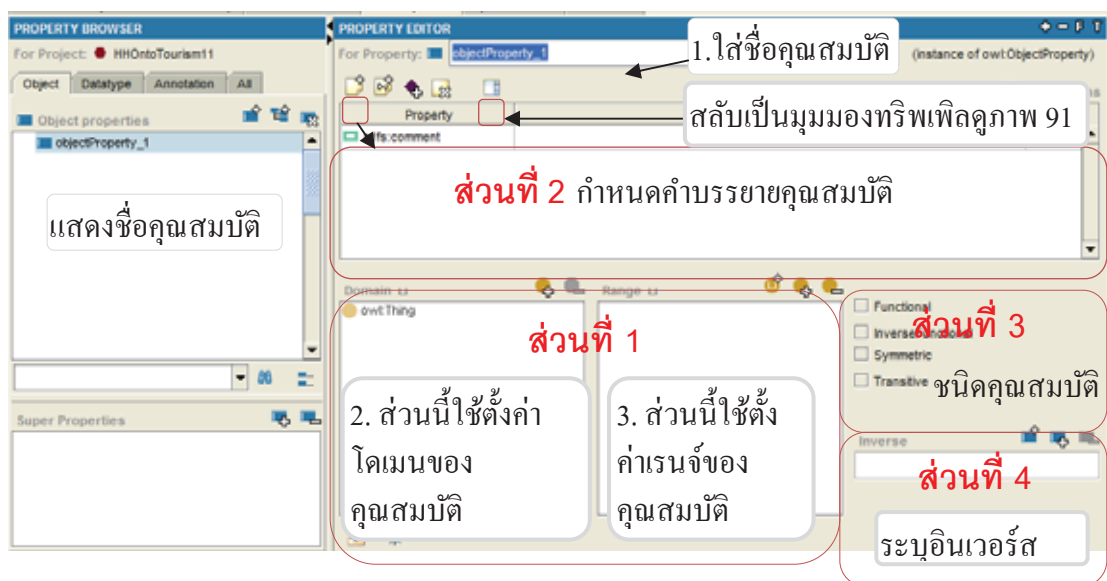 PROPERTY BROWSER
For Project: HHOntoTourism11
Object Datatype Annotation All
Object properties
objectProperty_1
แสดงชื่อคุณสมบัติ
Super Properties
PROPERTY EDITOR
For Property: objectProperty_1
(instance of owl:ObjectProperty)
1.ใส่ชื่อคุณสมบัติ
Property
สลับเป็นมุมมองทริพเพิลดูภาพ 91
fs:comment
ส่วนที่ 2 กำหนดคำบรรยายคุณสมบัติ
Domain
owl:Thing
Range
ส่วนที่ 1
2. ส่วนนี้ใช้ตั้งค่า
โดเมนของ
คุณสมบัติ
3. ส่วนนี้ใช้ตั้ง
ค่าเรนจ์ของ
คุณสมบัติ
Functional
ส่วนที่ 3
Symmetric
Transitive
ชนิดคุณสมบัติ
Inverse
ส่วนที่ 4
ระบุอินเวอร์ส